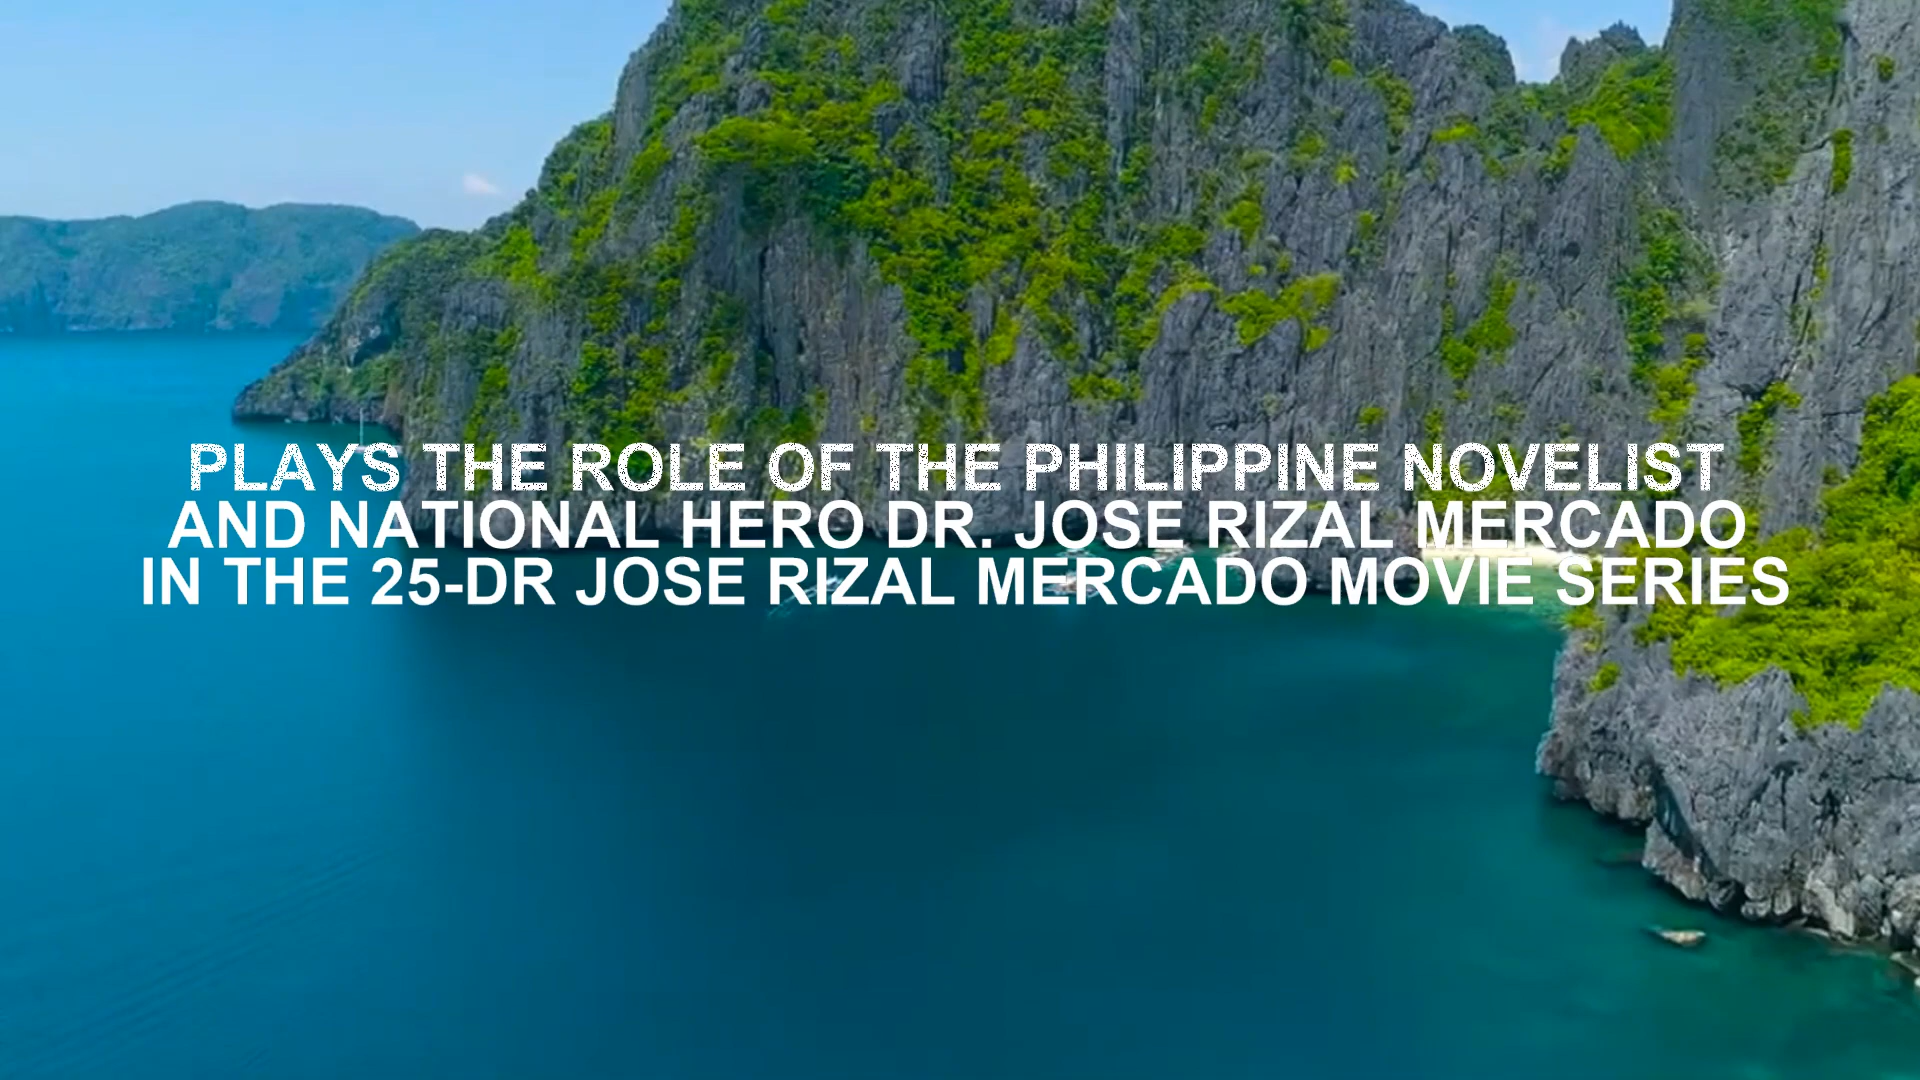 PLAYS THE ROLE OF THE PHILIPPINE NOVELIST
AND NATIONAL HERO DR. JOSE RIZAL MERCADO
IN THE 25-DR JOSE RIZAL MERCADO MOVIE SERIES